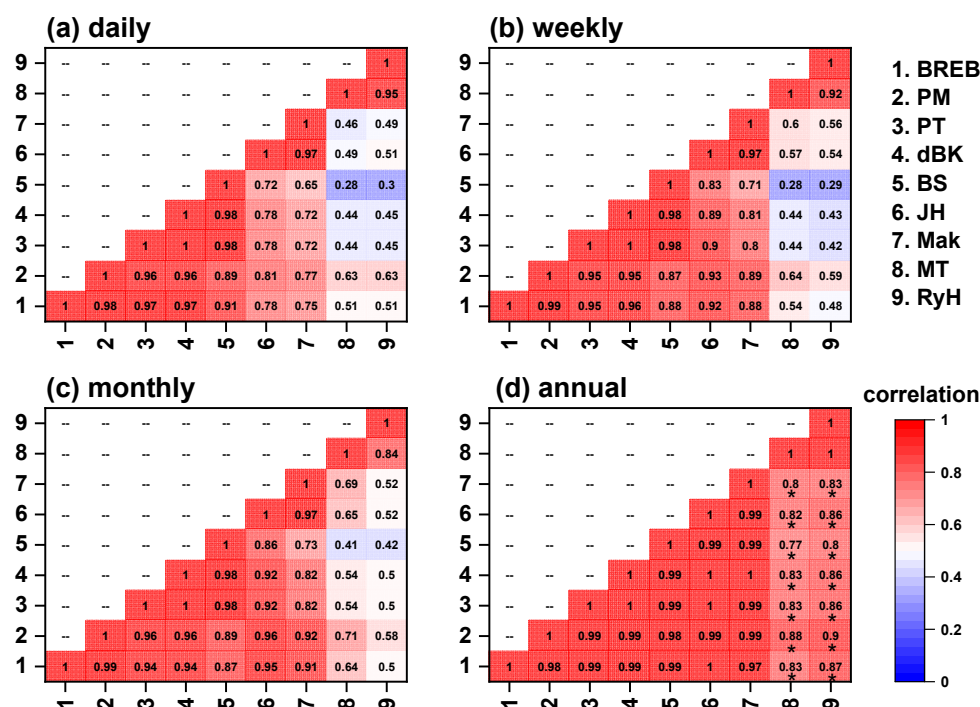 (a) daily
9 -- -- -- -- -- -- -- -- 1
8 -- -- -- -- -- -- -- 1 0.95
7 -- -- -- -- -- -- 1 0.46 0.49
6 -- -- -- -- -- 1 0.97 0.49 0.51
5 -- -- -- -- 1 0.72 0.65 0.28 0.3
4 -- -- -- 1 0.98 0.78 0.72 0.44 0.45
3 -- -- 1 1 0.98 0.78 0.72 0.44 0.45
2 -- 1 0.96 0.96 0.89 0.81 0.77 0.63 0.63
1 1 0.98 0.97 0.97 0.91 0.78 0.75 0.51 0.51
1 2 3 4 5 6 7 8 9
(b) weekly
9 -- -- -- -- -- -- -- -- 1
8 -- -- -- -- -- -- -- 1 0.92
7 -- -- -- -- -- -- 1 0.6 0.56
6 -- -- -- -- -- 1 0.97 0.57 0.54
5 -- -- -- -- 1 0.83 0.71 0.28 0.29
4 -- -- -- 1 0.98 0.89 0.81 0.44 0.43
3 -- -- 1 1 0.98 0.9 0.8 0.44 0.42
2 -- 1 0.95 0.95 0.87 0.93 0.89 0.64 0.59
1 1 0.99 0.95 0.96 0.88 0.92 0.88 0.54 0.48
1 2 3 4 5 6 7 8 9
1. BREB
2. PM
3. PT
4. dBK
5. BS
6. JH
7. Mak
8. MT
9. RyH
(c) monthly
9 -- -- -- -- -- -- -- -- 1
8 -- -- -- -- -- -- -- 1 0.84
7 -- -- -- -- -- -- 1 0.69 0.52
6 -- -- -- -- -- 1 0.97 0.65 0.52
5 -- -- -- -- 1 0.86 0.73 0.41 0.42
4 -- -- -- 1 0.98 0.92 0.82 0.54 0.5
3 -- -- 1 1 0.98 0.92 0.82 0.54 0.5
2 -- 1 0.96 0.96 0.89 0.96 0.92 0.71 0.58
1 1 0.99 0.94 0.94 0.87 0.95 0.91 0.64 0.5
1 2 3 4 5 6 7 8 9
(d) annual
9 -- -- -- -- -- -- -- -- 1
8 -- -- -- -- -- -- -- 1 1
7 -- -- -- -- -- -- 1 0.8 0.83
* *
6 -- -- -- -- -- 1 0.99 0.82 0.86
* *
5 -- -- -- -- 1 0.99 0.99 0.77 0.8
* *
4 -- -- -- 1 0.99 1 1 0.83 0.86
* *
3 -- -- 1 1 0.99 1 0.99 0.83 0.86
* *
2 -- 1 0.99 0.99 0.98 0.99 0.99 0.88 0.9
* *
1 1 0.98 0.99 0.99 0.99 1 0.97 0.83 0.87
* *
1 2 3 4 5 6 7 8 9
correlation
1
0.8
0.6
0.4
0.2
0